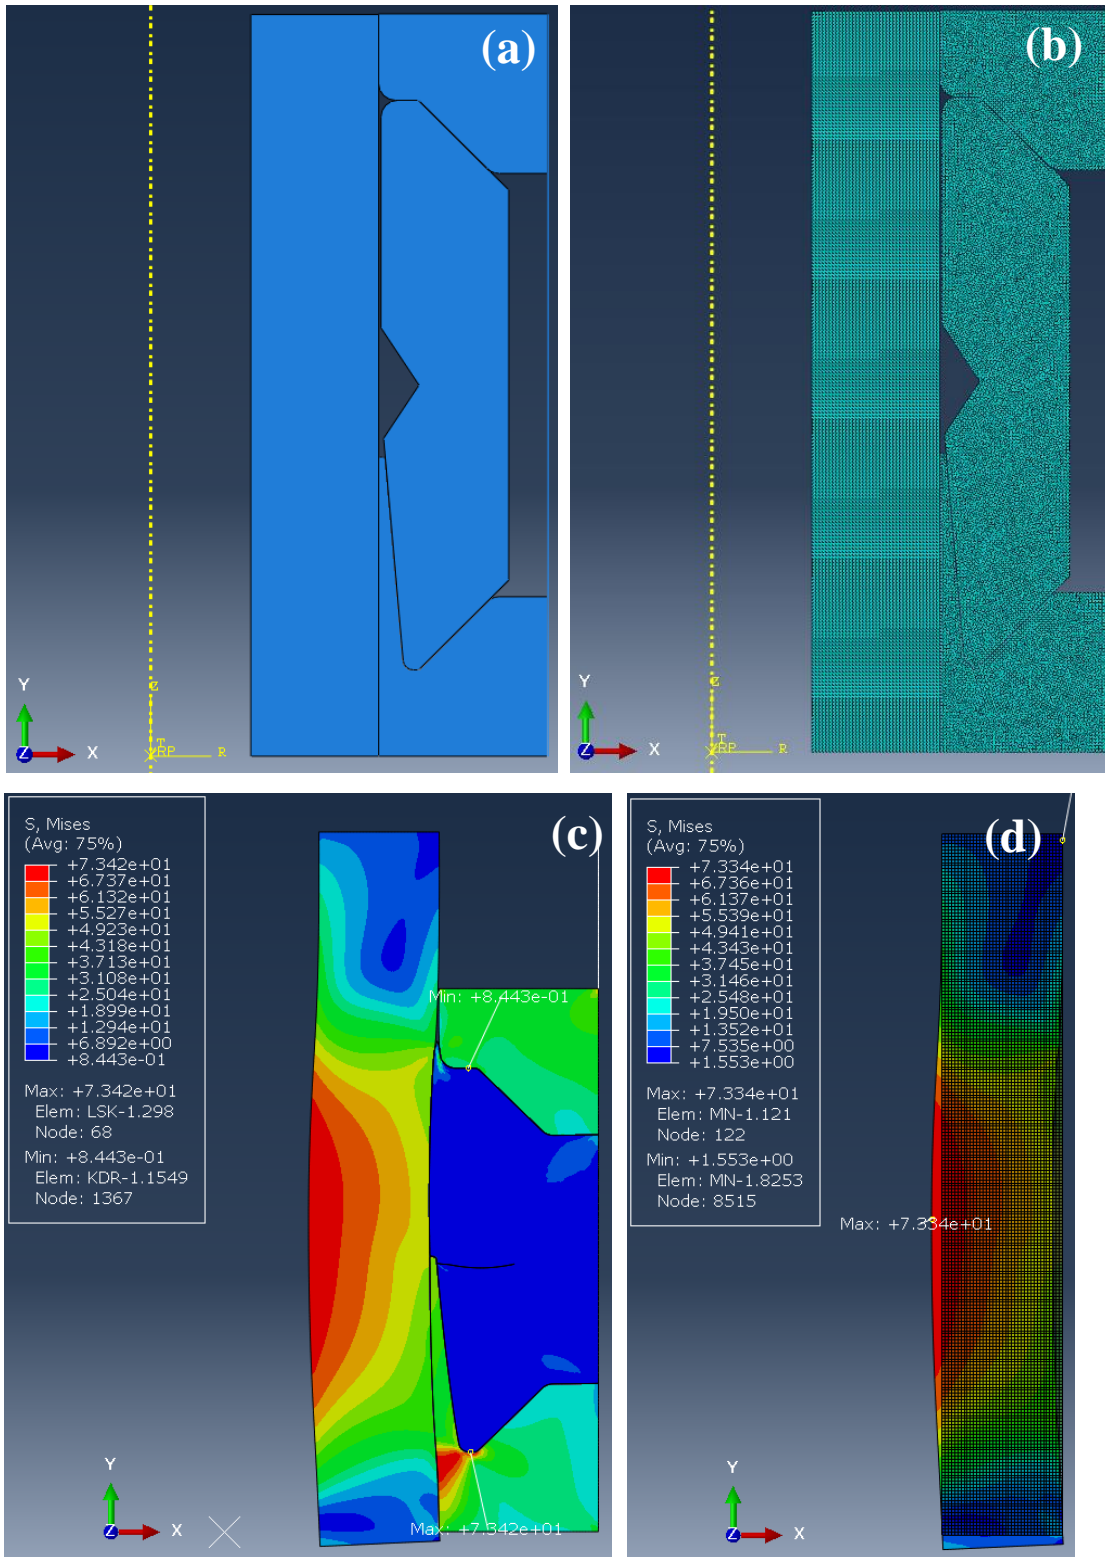 (a)
Y
Z
X
Z
T
RP
R
(b)
Y
Z
X
Z
T
RP
R
(c)
S, Mises
(Avg: 75%)
+7.342e+01
+6.737e+01
+6.132e+01
+5.527e+01
+4.923e+01
+4.318e+01
+3.713e+01
+3.108e+01
+2.504e+01
+1.899e+01
+1.294e+01
+6.892e+00
+8.443e-01
Max: +7.342e+01
Elem: LSK-1.298
Node: 68
Min: +8.443e-01
Elem: KDR-1.1549
Node: 1367
Min: +8.443e-01
Max: +7.342e+01
Y
Z
X
(d)
S, Mises
(Avg: 75%)
+7.334e+01
+6.736e+01
+6.137e+01
+5.539e+01
+4.941e+01
+4.343e+01
+3.745e+01
+3.146e+01
+2.548e+01
+1.950e+01
+1.352e+01
+7.535e+00
+1.553e+00
Max: +7.334e+01
Elem: MN-1.121
Node: 122
Min: +1.553e+00
Elem: MN-1.8253
Node: 8515
Max: +7.334e+01
Y
Z
X